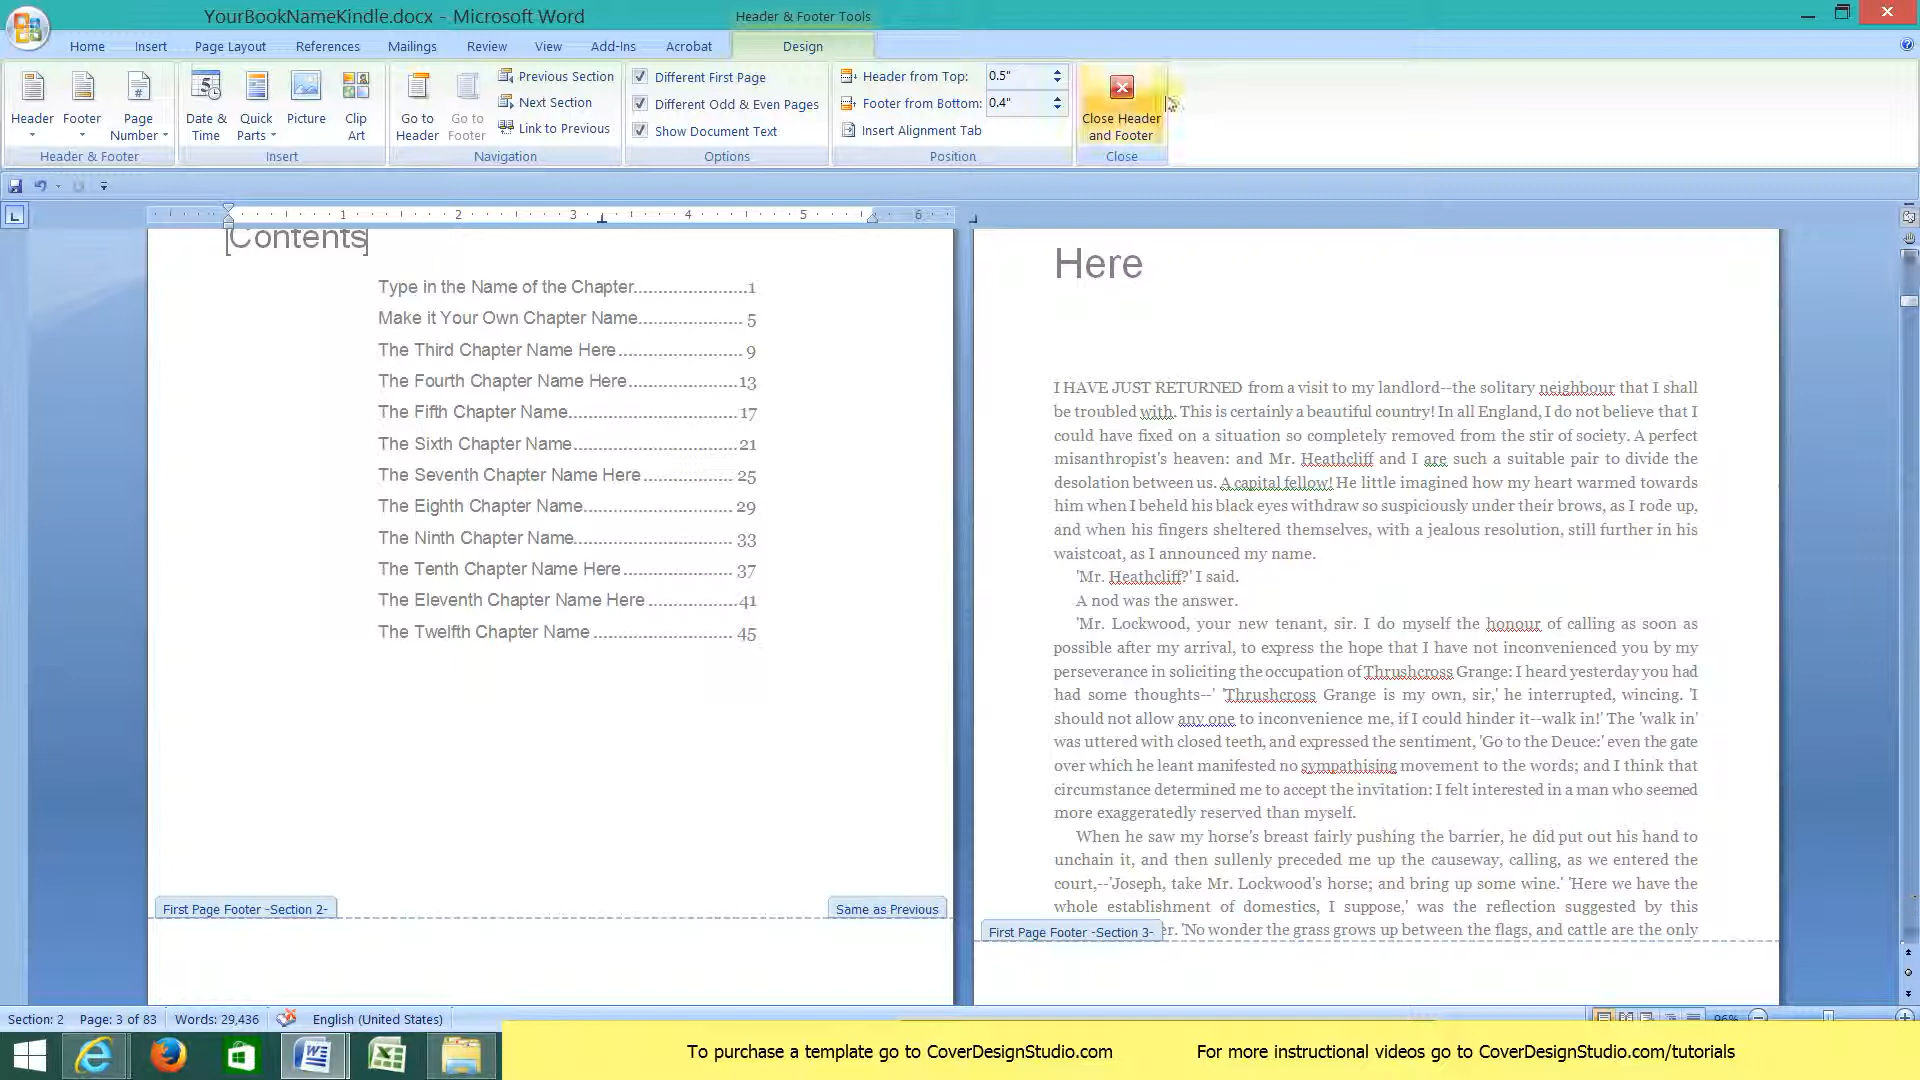 YourBookNameKindle.docx - Microsoft Word
Header & Footer Tools
Home Insert Page Layout References Mailings Review View Add-Ins Acrobat Design
Header
Footer
Page Number
Header & Footer
Date & Time
Quick Parts
Picture
Clip Art
Insert
Go to Header
Go to Footer
Previous Section
Next Section
Link to Previous
Navigation
Different First Page
Different Odd & Even Pages
Show Document Text
Options
Header from Top: 0.5"
Footer from Bottom: 0.4"
Insert Alignment Tab
Position
Close Header and Footer
Close
1 2 3 4 5 6
Contents
Type in the Name of the Chapter.........................1
Make it Your Own Chapter Name...................... 5
The Third Chapter Name Here ........................... 9
The Fourth Chapter Name Here.........................13
The Fifth Chapter Name.....................................17
The Sixth Chapter Name....................................21
The Seventh Chapter Name Here .................... 25
The Eighth Chapter Name................................. 29
The Ninth Chapter Name................................... 33
The Tenth Chapter Name Here ........................ 37
The Eleventh Chapter Name Here ....................41
The Twelfth Chapter Name ............................... 45
First Page Footer -Section 2-
Same as Previous
Here
I HAVE JUST RETURNED from a visit to my landlord--the solitary neighbour that I shall
be troubled with. This is certainly a beautiful country! In all England, I do not believe that I
could have fixed on a situation so completely removed from the stir of society. A perfect
misanthropist's heaven: and Mr. Heathcliff and I are such a suitable pair to divide the
desolation between us. A capital fellow! He little imagined how my heart warmed towards
him when I beheld his black eyes withdraw so suspiciously under their brows, as I rode up,
and when his fingers sheltered themselves, with a jealous resolution, still further in his
waistcoat, as I announced my name.
'Mr. Heathcliff?' I said.
A nod was the answer.
'Mr. Lockwood, your new tenant, sir. I do myself the honour of calling as soon as
possible after my arrival, to express the hope that I have not inconvenienced you by my
perseverance in soliciting the occupation of Thrushcross Grange: I heard yesterday you had
had some thoughts--' 'Thrushcross Grange is my own, sir,' he interrupted, wincing. 'I
should not allow any one to inconvenience me, if I could hinder it--walk in!' The 'walk in'
was uttered with closed teeth, and expressed the sentiment, 'Go to the Deuce:' even the gate
over which he leant manifested no sympathising movement to the words; and I think that
circumstance determined me to accept the invitation: I felt interested in a man who seemed
more exaggeratedly reserved than myself.
When he saw my horse's breast fairly pushing the barrier, he did put out his hand to
unchain it, and then sullenly preceded me up the causeway, calling, as we entered the
court,--'Joseph, take Mr. Lockwood's horse; and bring up some wine.' 'Here we have the
whole establishment of domestics, I suppose,' was the reflection suggested by this
er. 'No wonder the grass grows up between the flags, and cattle are the only
First Page Footer -Section 3-
Section: 2 Page: 3 of 83 Words: 29,436 English (United States) 96%
To purchase a template go to CoverDesignStudio.com For more instructional videos go to CoverDesignStudio.com/tutorials